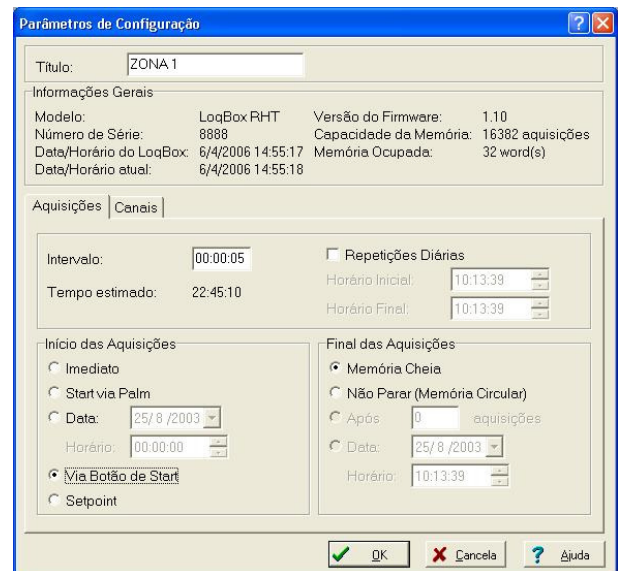 Parâmetros de Configuração
Título: ZONA 1
Informações Gerais
Modelo: LogBox RHT Versão do Firmware: 1.10
Número de Série: 8888 Capacidade da Memória: 16382 aquisições
Data/Horário do LogBox: 6/4/2006 14:55:17 Memória Ocupada: 32 word(s)
Data/Horário atual: 6/4/2006 14:55:18
Aquisições Canais
Intervalo: 00:00:05 Repetições Diárias
Horário Inicial: 10:13:39
Tempo estimado: 22:45:10
Horário Final: 10:13:39
Início das Aquisições
Imediato
Start via Palm
Data: 25/ 8 /2003
Horário: 00:00:00
Via Botão de Start
Setpoint
Final das Aquisições
Memória Cheia
Não Parar (Memória Circular)
Após 0 aquisições
Data: 25/ 8 /2003
Horário: 10:13:39
OK Cancela ? Ajuda